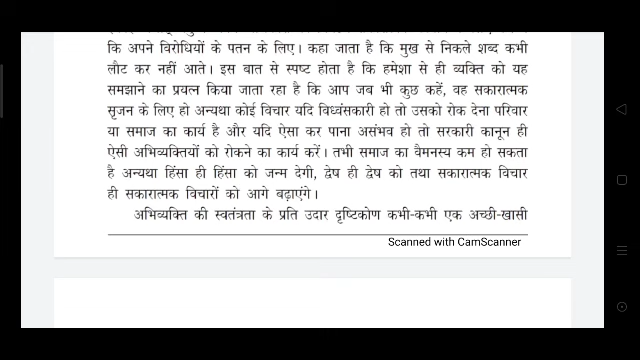 कि अपने विरोधियों के पतन के लिए। कहा जाता है कि मुख से निकले शब्द कभी
लौट कर नहीं आते। इस बात से स्पष्ट होता है कि हमेशा से ही व्यक्ति को यह
समझाने का प्रयत्न किया जाता रहा है कि आप जब भी कुछ कहें, वह सकारात्मक
सृजन के लिए हो अन्यथा कोई विचार यदि विध्वंसकारी हो तो उसको रोक देना परिवार
या समाज का कार्य है और यदि ऐसा कर पाना असंभव हो तो सरकारी कानून ही
ऐसी अभिव्यक्तियों को रोकने का कार्य करें। तभी समाज का वैमनस्य कम हो सकता
है अन्यथा हिंसा ही हिंसा को जन्म देगी, द्वेष ही द्वेष को तथा सकारात्मक विचार
ही सकारात्मक विचारों को आगे बढ़ाएंगे।
अभिव्यक्ति की स्वतंत्रता के प्रति उदार दृष्टिकोण कभी-कभी एक अच्छी-खासी
Scanned with CamScanner